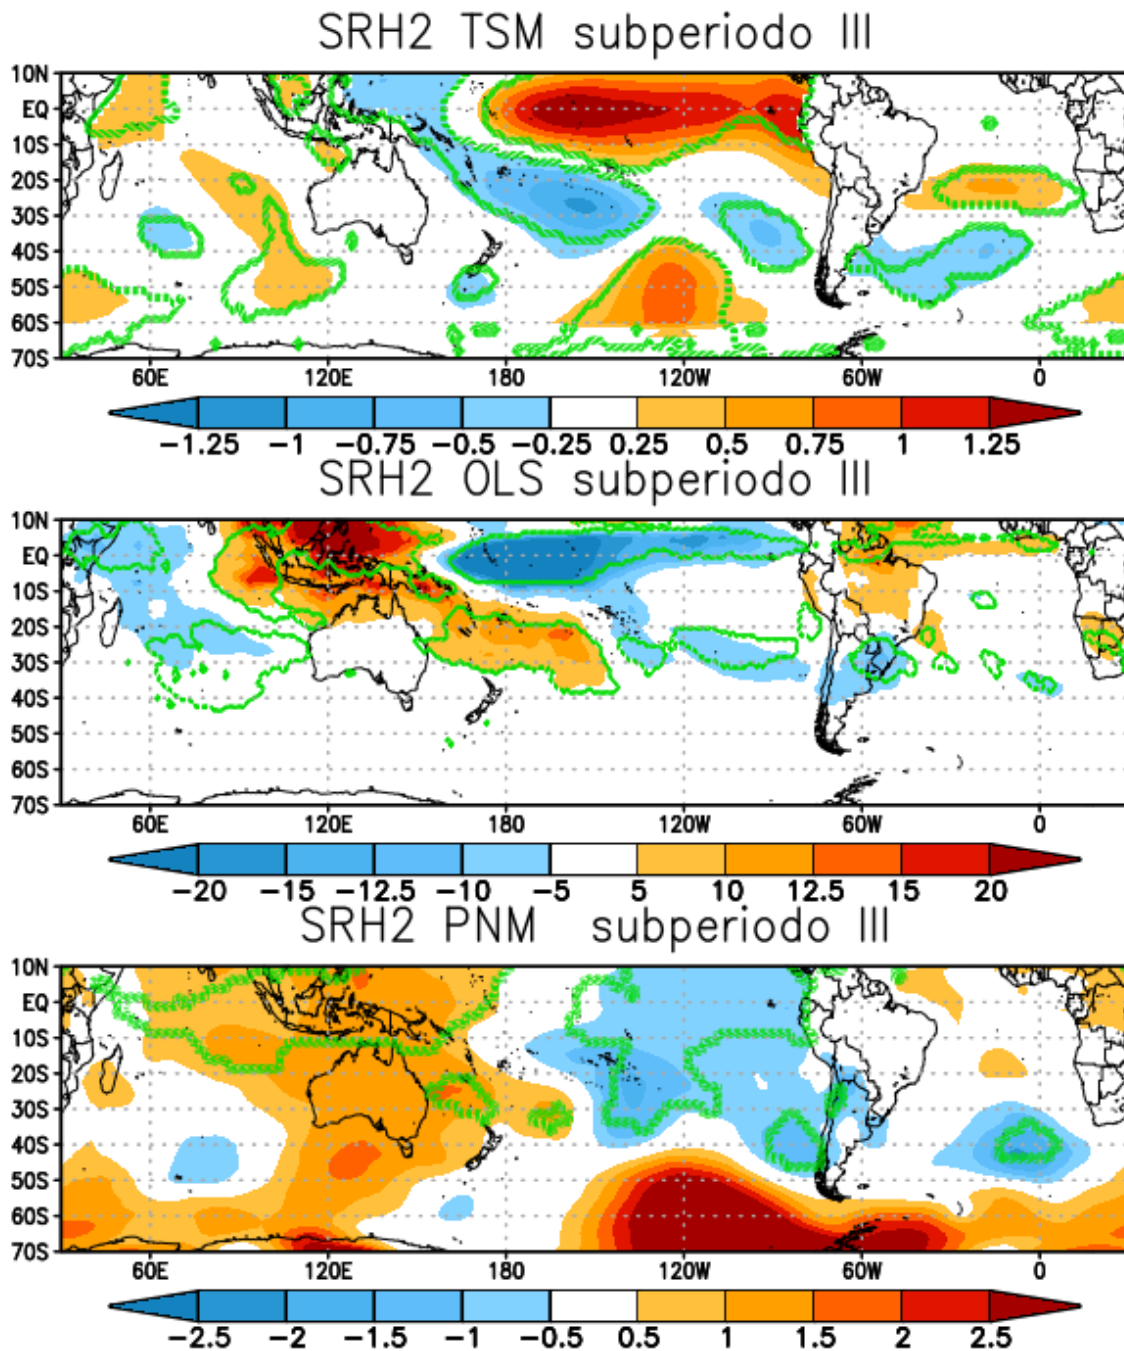 SRH2 TSM subperiodo III
10N
EQ
10S
20S
30S
40S
50S
60S
70S
60E 120E 180 120W 60W 0
−1.25 −1 −0.75 −0.5 −0.25 0.25 0.5 0.75 1 1.25
SRH2 OLS subperiodo III
10N
EQ
10S
20S
30S
40S
50S
60S
70S
60E 120E 180 120W 60W 0
−20 −15 −12.5 −10 −5 5 10 12.5 15 20
SRH2 PNM subperiodo III
10N
EQ
10S
20S
30S
40S
50S
60S
70S
60E 120E 180 120W 60W 0
−2.5 −2 −1.5 −1 −0.5 0.5 1 1.5 2 2.5